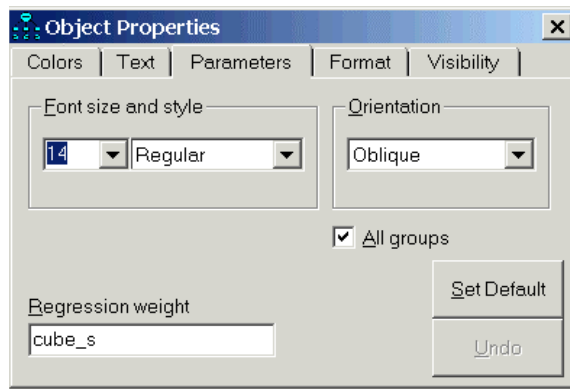 Object Properties
Colors Text Parameters Format Visibility
Font size and style Orientation
14 Regular Oblique
All groups
Set Default
Regression weight
cube_s
Undo